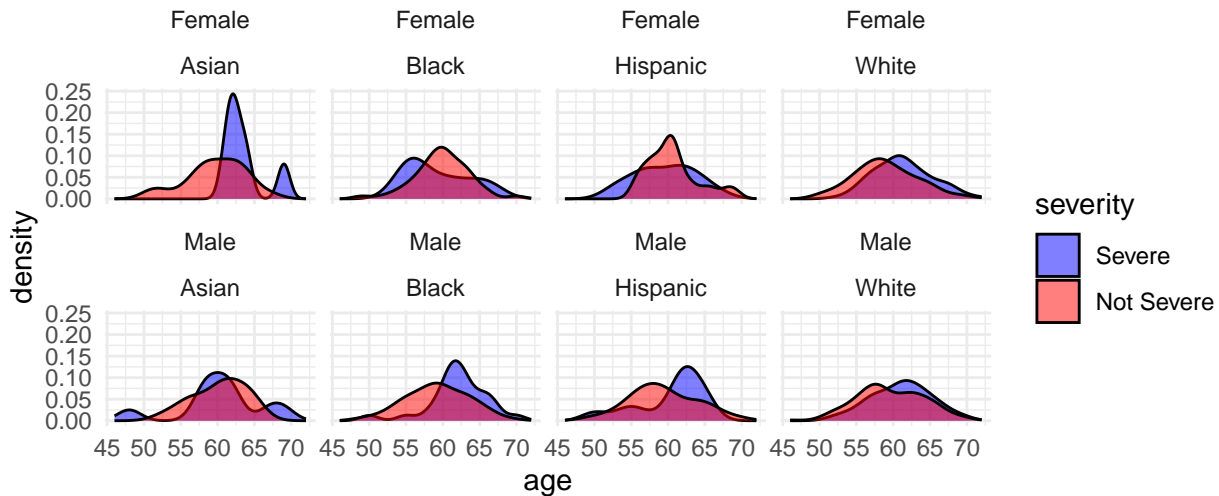 Female Female Female Female
Asian Black Hispanic White
0.25
0.20
0.15
0.10
0.05
0.00
Male Male Male Male
Asian Black Hispanic White
0.25
0.20
0.15
0.10
0.05
0.00
45 50 55 60 65 70 45 50 55 60 65 70 45 50 55 60 65 70 45 50 55 60 65 70
age
density
severity
Severe
Not Severe